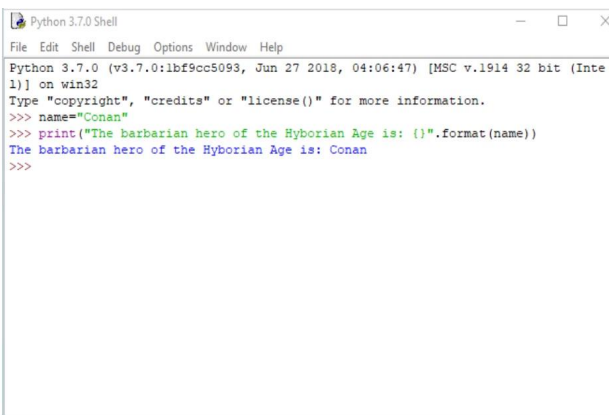 Python 3.7.0 Shell
File Edit Shell Debug Options Window Help
Python 3.7.0 (v3.7.0:1bf9cc5093, Jun 27 2018, 04:06:47) [MSC v.1914 32 bit (Inte
l)] on win32
Type "copyright", "credits" or "license()" for more information.
>>> name="Conan"
>>> print("The barbarian hero of the Hyborian Age is: {}".format(name))
The barbarian hero of the Hyborian Age is: Conan
>>>